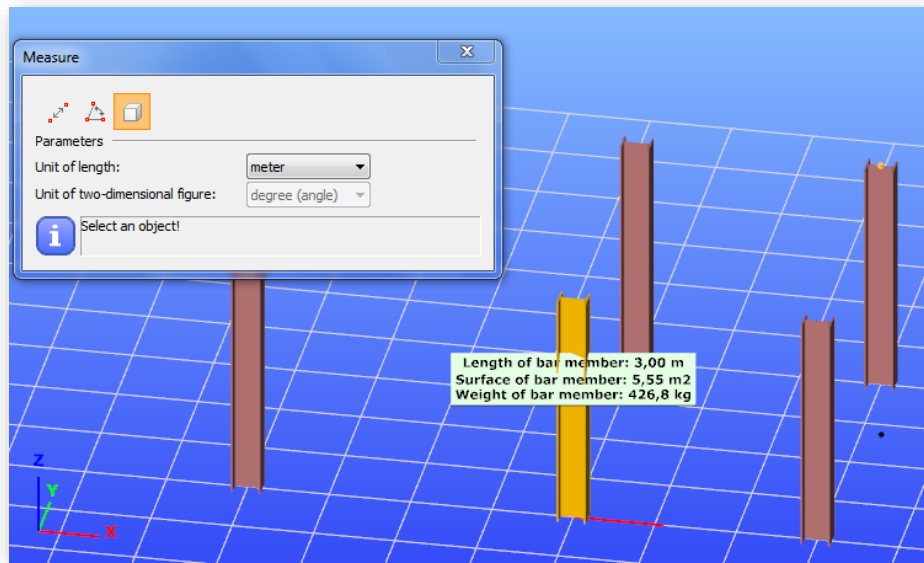 Measure
Parameters
Unit of length:
meter
Unit of two-dimensional figure:
degree (angle)
i
Select an object!
Length of bar member: 3,00 m
Surface of bar member: 5,55 m2
Weight of bar member: 426,8 kg
Z
Y
X